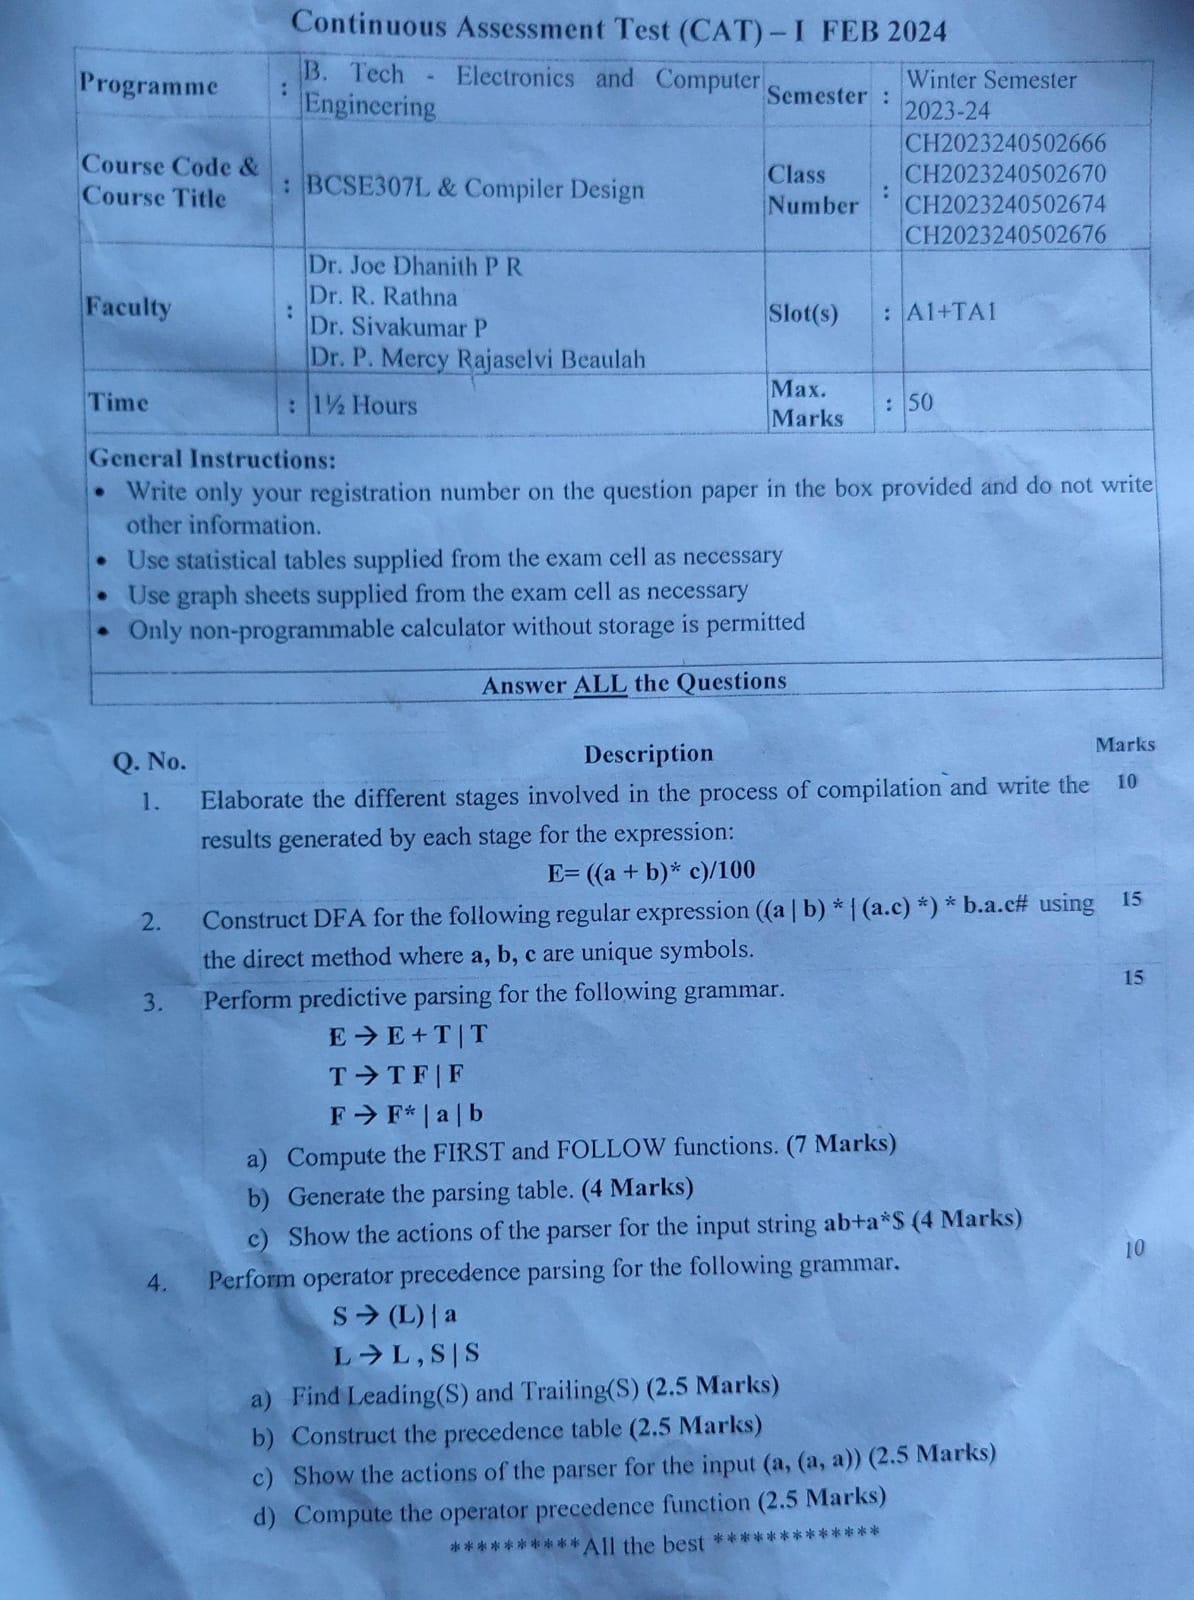 Continuous Assessment Test (CAT) – I FEB 2024
Programme : B. Tech - Electronics and Computer Engineering Semester : Winter Semester 2023-24
Course Code & Course Title : BCSE307L & Compiler Design Class Number : CH2023240502666
CH2023240502670
CH2023240502674
CH2023240502676
Faculty : Dr. Joe Dhanith P R
Dr. R. Rathna
Dr. Sivakumar P
Dr. P. Mercy Rajaselvi Beaulah
Slot(s) : A1+TA1
Time : 1½ Hours Max. Marks : 50
General Instructions:
• Write only your registration number on the question paper in the box provided and do not write
other information.
• Use statistical tables supplied from the exam cell as necessary
• Use graph sheets supplied from the exam cell as necessary
• Only non-programmable calculator without storage is permitted
Answer ALL the Questions
Q. No. Description Marks
1. Elaborate the different stages involved in the process of compilation and write the 10
results generated by each stage for the expression:
E= ((a + b)* c)/100
2. Construct DFA for the following regular expression ((a | b) * | (a.c) *) * b.a.c# using 15
the direct method where a, b, c are unique symbols.
3. Perform predictive parsing for the following grammar. 15
E → E + T | T
T → T F | F
F → F* | a | b
a) Compute the FIRST and FOLLOW functions. (7 Marks)
b) Generate the parsing table. (4 Marks)
c) Show the actions of the parser for the input string ab+a*$ (4 Marks)
4. Perform operator precedence parsing for the following grammar. 10
S → (L) | a
L → L , S | S
a) Find Leading(S) and Trailing(S) (2.5 Marks)
b) Construct the precedence table (2.5 Marks)
c) Show the actions of the parser for the input (a, (a, a)) (2.5 Marks)
d) Compute the operator precedence function (2.5 Marks)
**********All the best *************